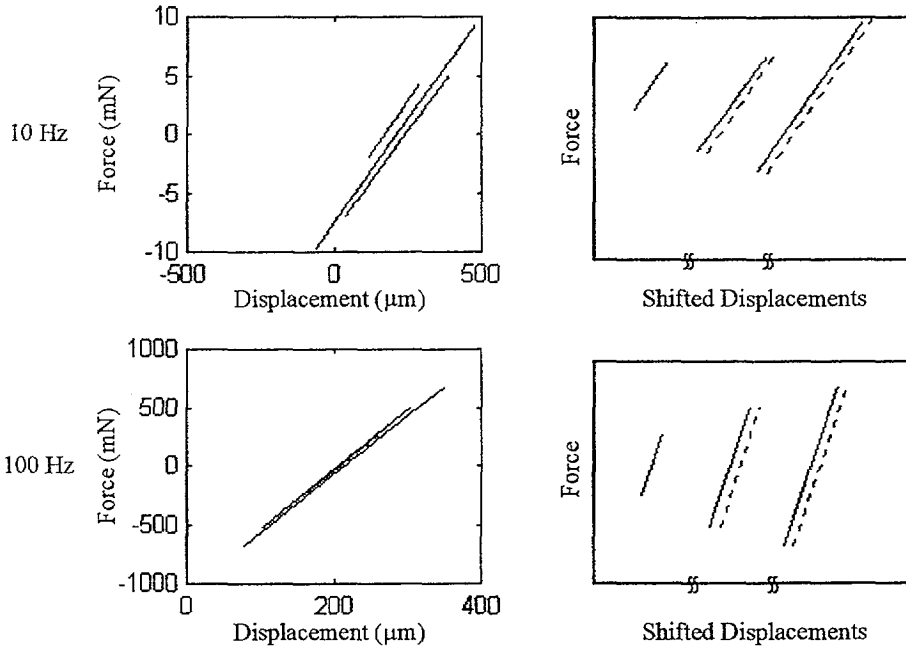 10 Hz
Force (mN)
10
5
0
-5
-10
-500
0
500
Displacement (μm)
Force
Shifted Displacements
100 Hz
Force (mN)
1000
500
0
-500
-1000
0
200
400
Displacement (μm)
Force
Shifted Displacements